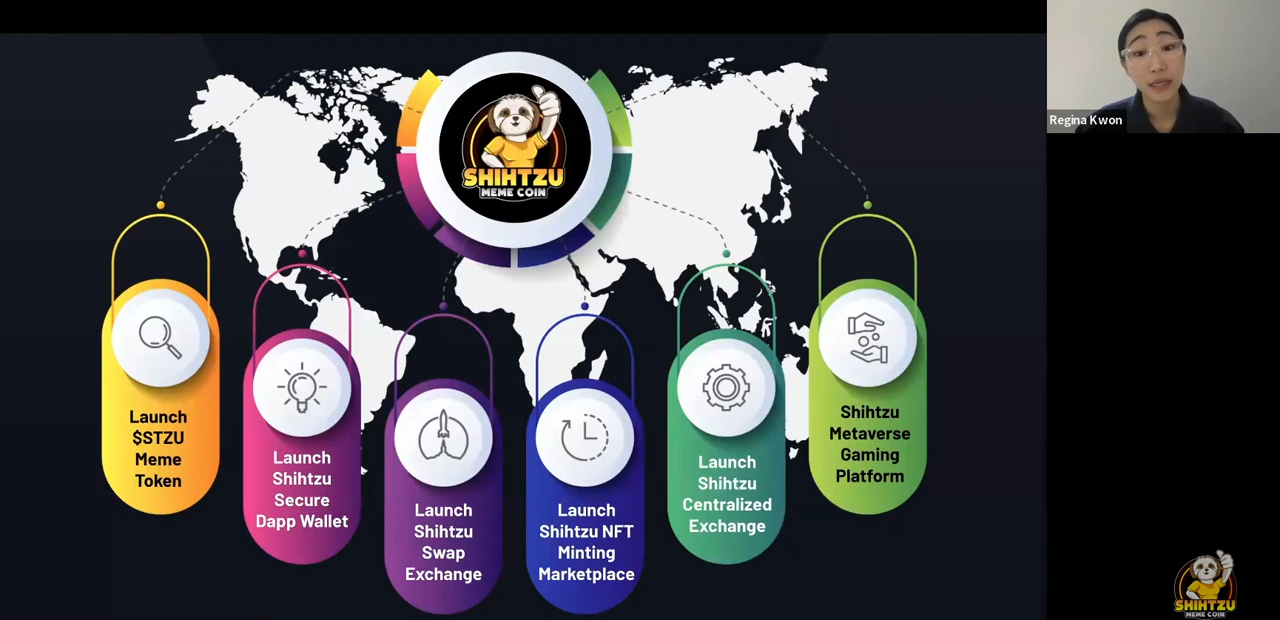 SHIHTZU
MEME COIN
Regina Kwon
Launch
$STZU
Meme
Token
Launch
Shihtzu
Secure
Dapp Wallet
Launch
Shihtzu
Swap
Exchange
Launch
Shihtzu NFT
Minting
Marketplace
Launch
Shihtzu
Centralized
Exchange
Shihtzu
Metaverse
Gaming
Platform
SHIHTZU
MEME COIN